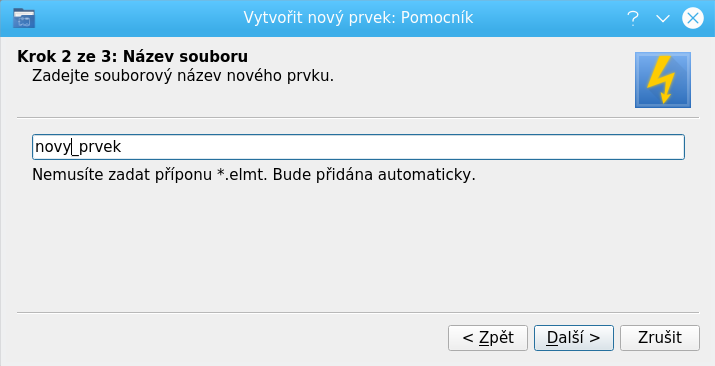 Vytvořit nový prvek: Pomocník
Krok 2 ze 3: Název souboru
Zadejte souborový název nového prvku.
novy_prvek
Nemusíte zadat příponu *.elmt. Bude přidána automaticky.
< Zpět
Další >
Zrušit